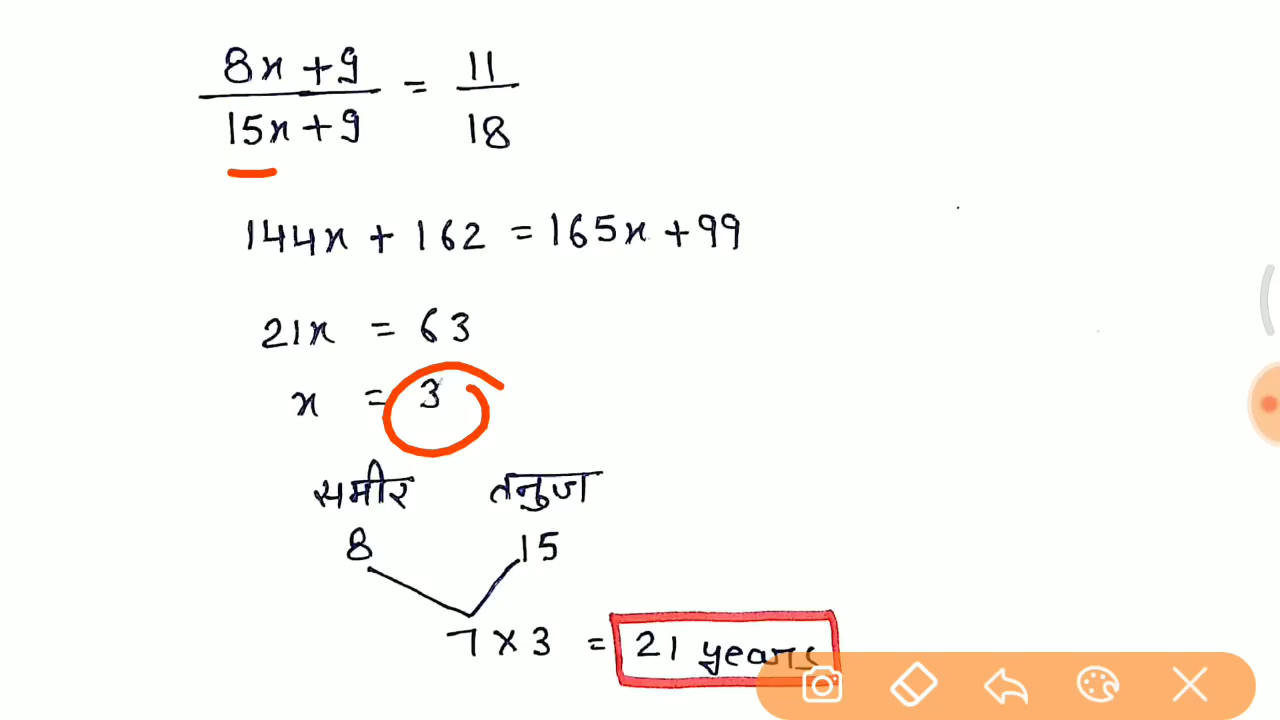 8x + 9 / 15x + 9 = 11 / 18
144x + 162 = 165x + 99
21x = 63
x = 3
समीर तनुज
8 15
7 × 3 = 21 years